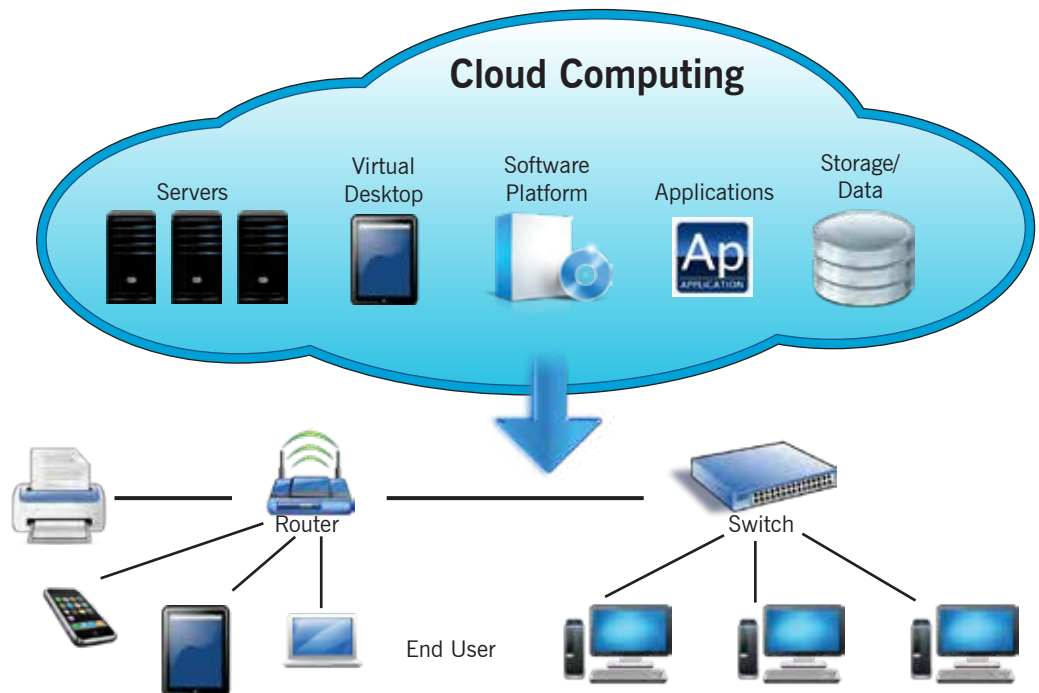 Cloud Computing
Servers
Virtual
Desktop
Software
Platform
Applications
Storage/
Data
Ap
APPLICATION
Router
Switch
End User